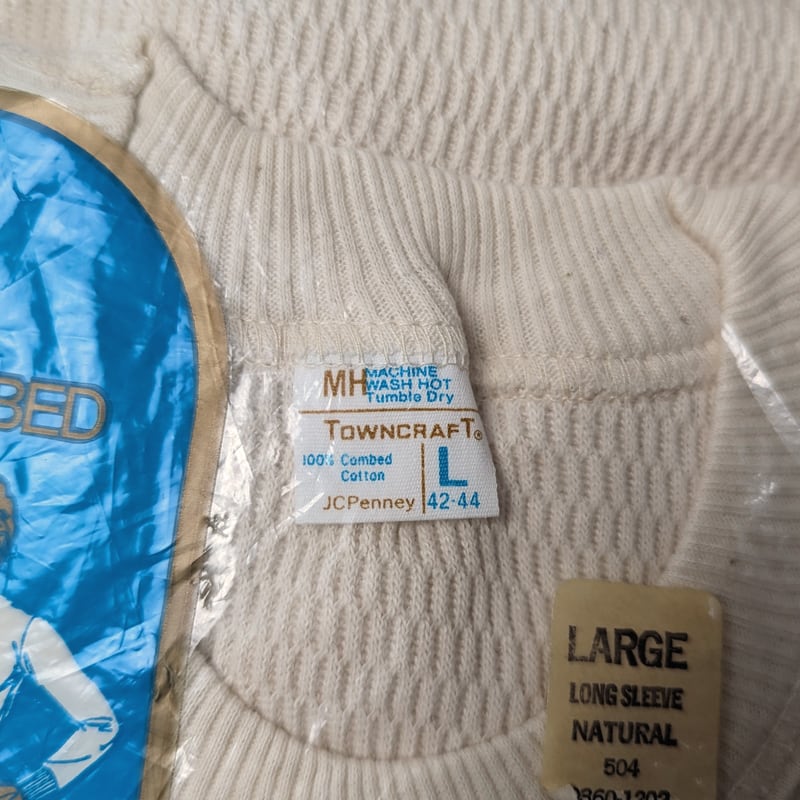 BED
MH MACHINE
WASH HOT
Tumble Dry
TOWNCRAFT®
100% Combed
Cotton
L
JCPenney
42-44
LARGE
LONG SLEEVE
NATURAL
504